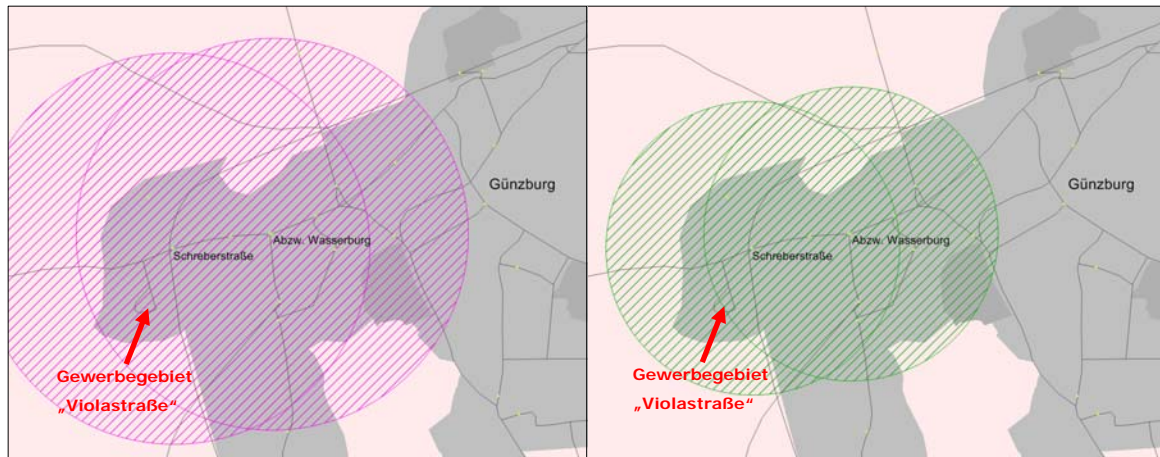 Günzburg
Abzw. Wasserburg
Schreberstraße
Gewerbegebiet
„Violastraße“
Günzburg
Abzw. Wasserburg
Schreberstraße
Gewerbegebiet
„Violastraße“